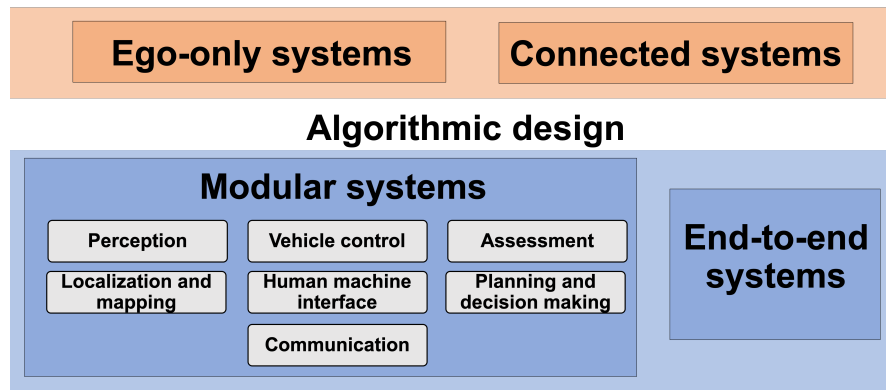 Ego-only systems
Connected systems
Algorithmic design
Modular systems
Perception
Vehicle control
Assessment
Localization and
mapping
Human machine
interface
Planning and
decision making
Communication
End-to-end
systems